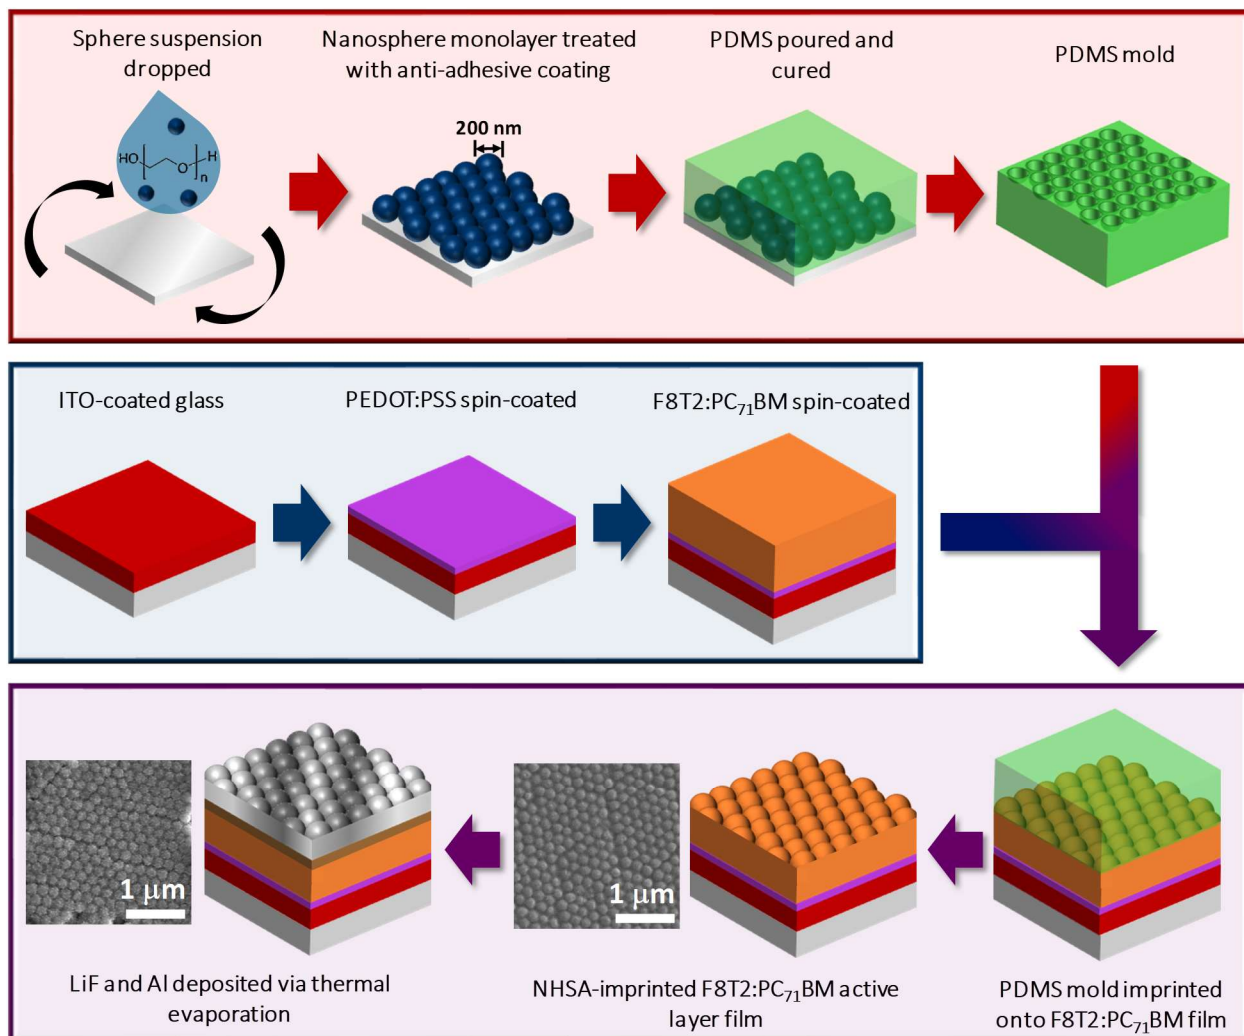 Sphere suspension
dropped
Nanosphere monolayer treated
with anti-adhesive coating
PDMS poured and
cured
PDMS mold
200 nm
HO
O
H
n
ITO-coated glass
PEDOT:PSS spin-coated
F8T2:PC₇₁BM spin-coated
1 μm
1 μm
LiF and Al deposited via thermal
evaporation
NHSA-imprinted F8T2:PC₇₁BM active
layer film
PDMS mold imprinted
onto F8T2:PC₇₁BM film